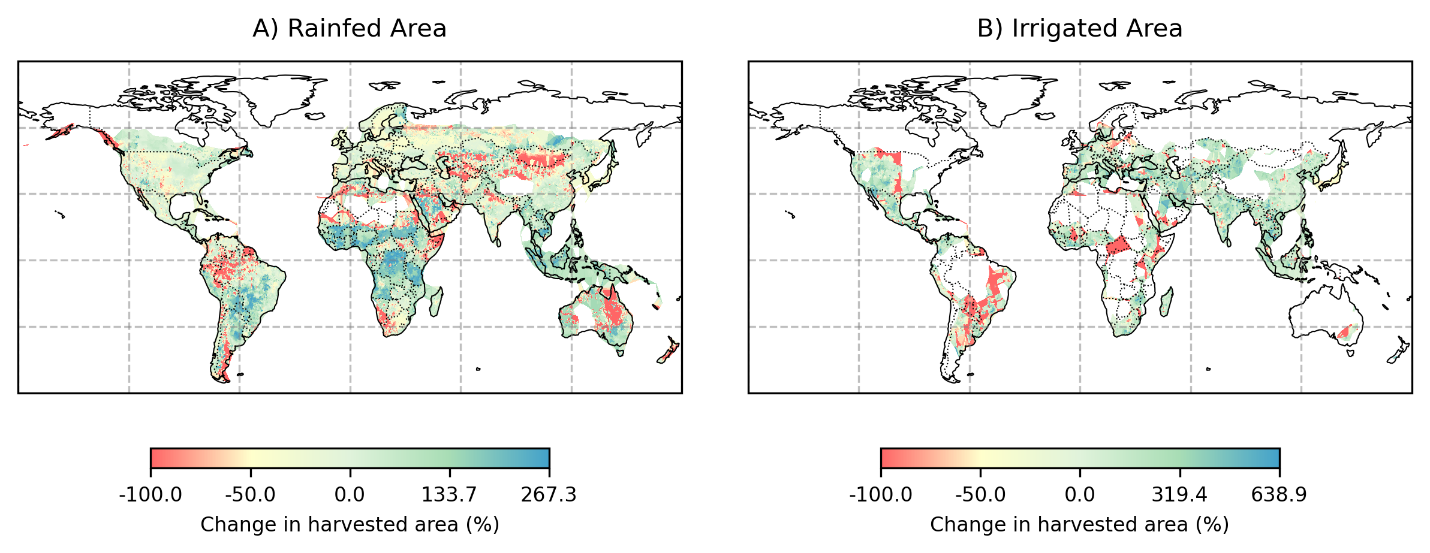 A) Rainfed Area
B) Irrigated Area
-100.0 -50.0 0.0 133.7 267.3
Change in harvested area (%)
-100.0 -50.0 0.0 319.4 638.9
Change in harvested area (%)